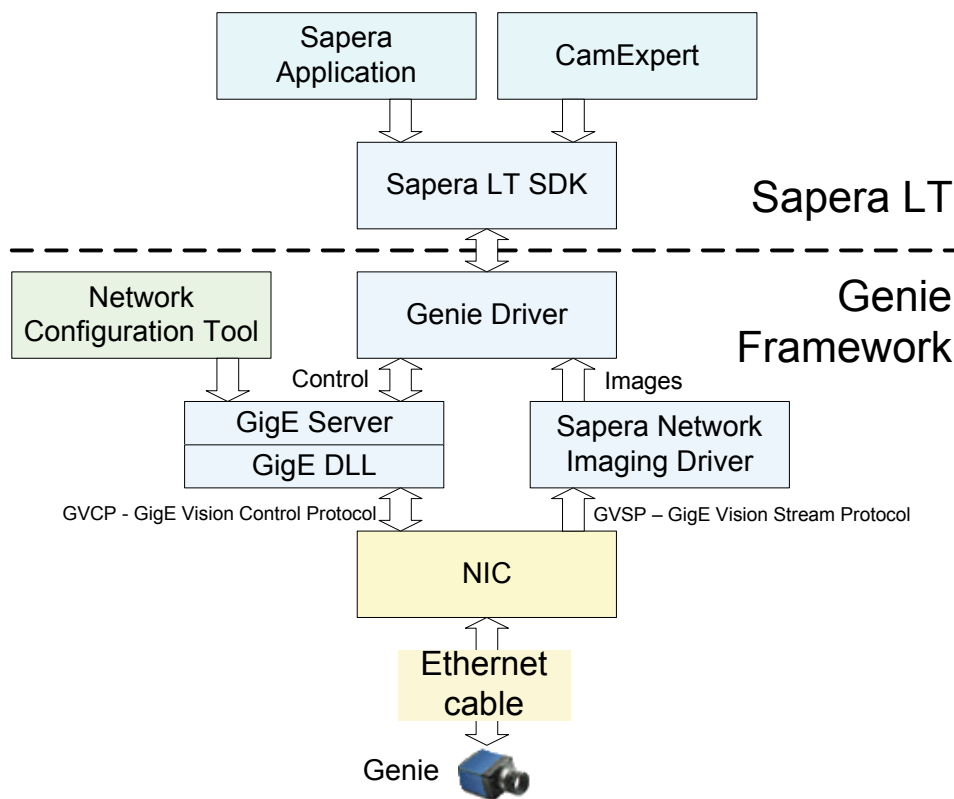 Sapera
Application
CamExpert
Sapera LT SDK
Sapera LT
Network
Configuration Tool
Genie Driver
Genie
Framework
Control
Images
GigE Server
GigE DLL
Sapera Network
Imaging Driver
GVCP - GigE Vision Control Protocol
GVSP – GigE Vision Stream Protocol
NIC
Ethernet
cable
Genie